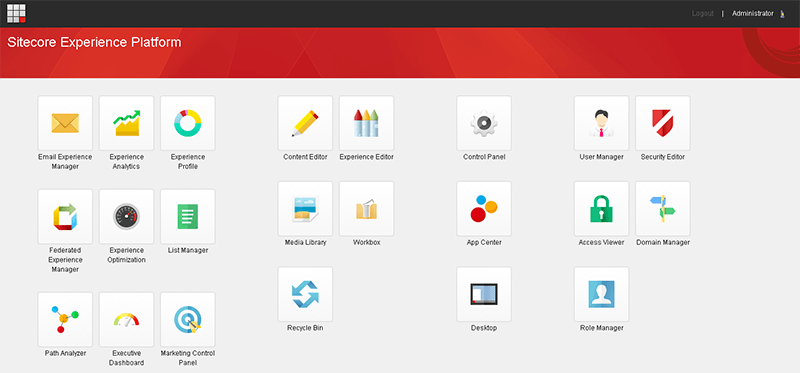 Logout | Administrator
Sitecore Experience Platform
Email Experience
Manager
Experience
Analytics
Experience
Profile
Content Editor
Experience Editor
Control Panel
User Manager
Security Editor
Federated
Experience
Manager
Experience
Optimization
List Manager
Media Library
Workbox
App Center
Access Viewer
Domain Manager
Path Analyzer
Executive
Dashboard
Marketing Control
Panel
Recycle Bin
Desktop
Role Manager